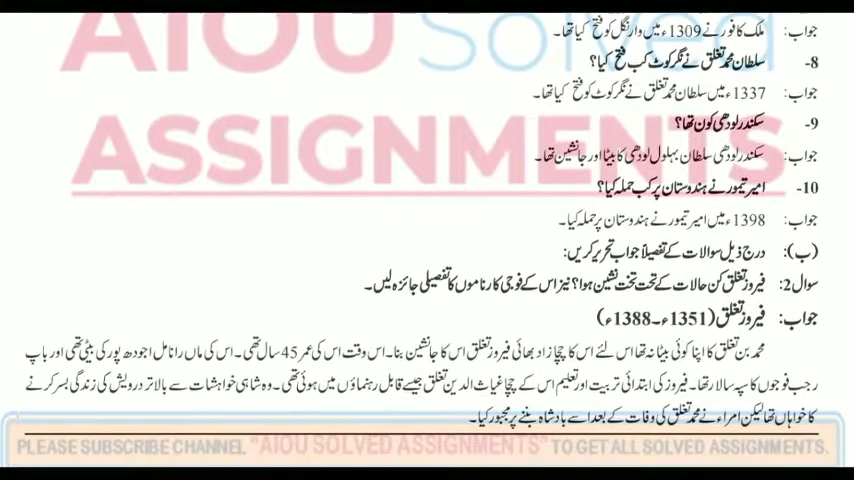 AIOU Solved
ASSIGNMENTS
جواب: ملک کافور نے 1309ء میں وارنگل کو فتح کیا تھا۔
8- سلطان محمد تغلق نے نگر کوٹ کب فتح کیا؟
جواب: 1337ء میں سلطان محمد تغلق نے نگر کوٹ کو فتح کیا تھا۔
9- سکندر لودھی کون تھا؟
جواب: سکندر لودھی سلطان بہلول لودھی کا بیٹا اور جانشین تھا۔
10- امیر تیمور نے ہندوستان پر کب حملہ کیا؟
جواب: 1398ء میں امیر تیمور نے ہندوستان پر حملہ کیا۔
(ب): درج ذیل سوالات کے تفصیلاً جواب تحریر کریں:
سوال 2: فیروز تغلق کن حالات کے تحت تخت نشین ہوا؟ نیز اس کے فوجی کارناموں کا تفصیلی جائزہ لیں۔
جواب: فیروز تغلق (1351ء۔1388ء)
محمد بن تغلق کا اپنا کوئی بیٹا نہ تھا اس لئے اس کا چچا زاد بھائی فیروز تغلق اس کا جانشین بنا۔ اس وقت اس کی عمر 45 سال تھی۔ اس کی ماں رانا مل اجودھ پور کی بیٹی تھی اور باپ
رجب فوجوں کا سپہ سالار تھا۔ فیروز کی ابتدائی تربیت اور تعلیم اس کے چچا غیاث الدین تغلق جیسے قابل رہنماؤں میں ہوئی تھی۔ وہ شاہی خواہشات سے بالاتر درویش کی زندگی بسر کرنے
کا خواہاں تھا لیکن امراء نے محمد تغلق کی وفات کے بعد اسے بادشاہ بننے پر مجبور کیا۔
PLEASE SUBSCRIBE CHANNEL "AIOU SOLVED ASSIGNMENTS" TO GET ALL SOLVED ASSIGNMENTS.